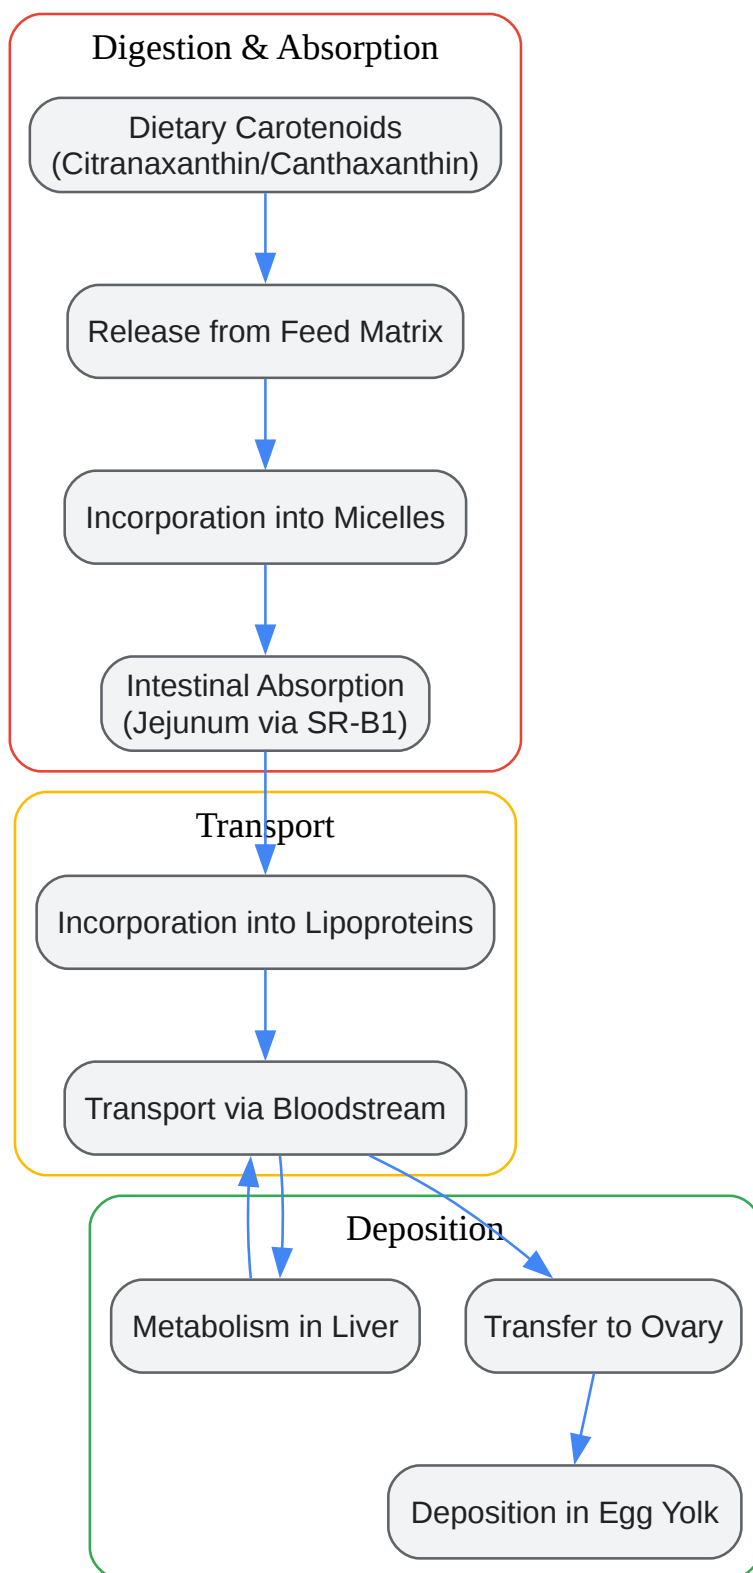 Digestion & Absorption
Dietary Carotenoids
(Citranaxanthin/Canthaxanthin)
Release from Feed Matrix
Incorporation into Micelles
Intestinal Absorption
(Jejunum via SR-B1)
Transport
Incorporation into Lipoproteins
Transport via Bloodstream
Deposition
Metabolism in Liver
Transfer to Ovary
Deposition in Egg Yolk